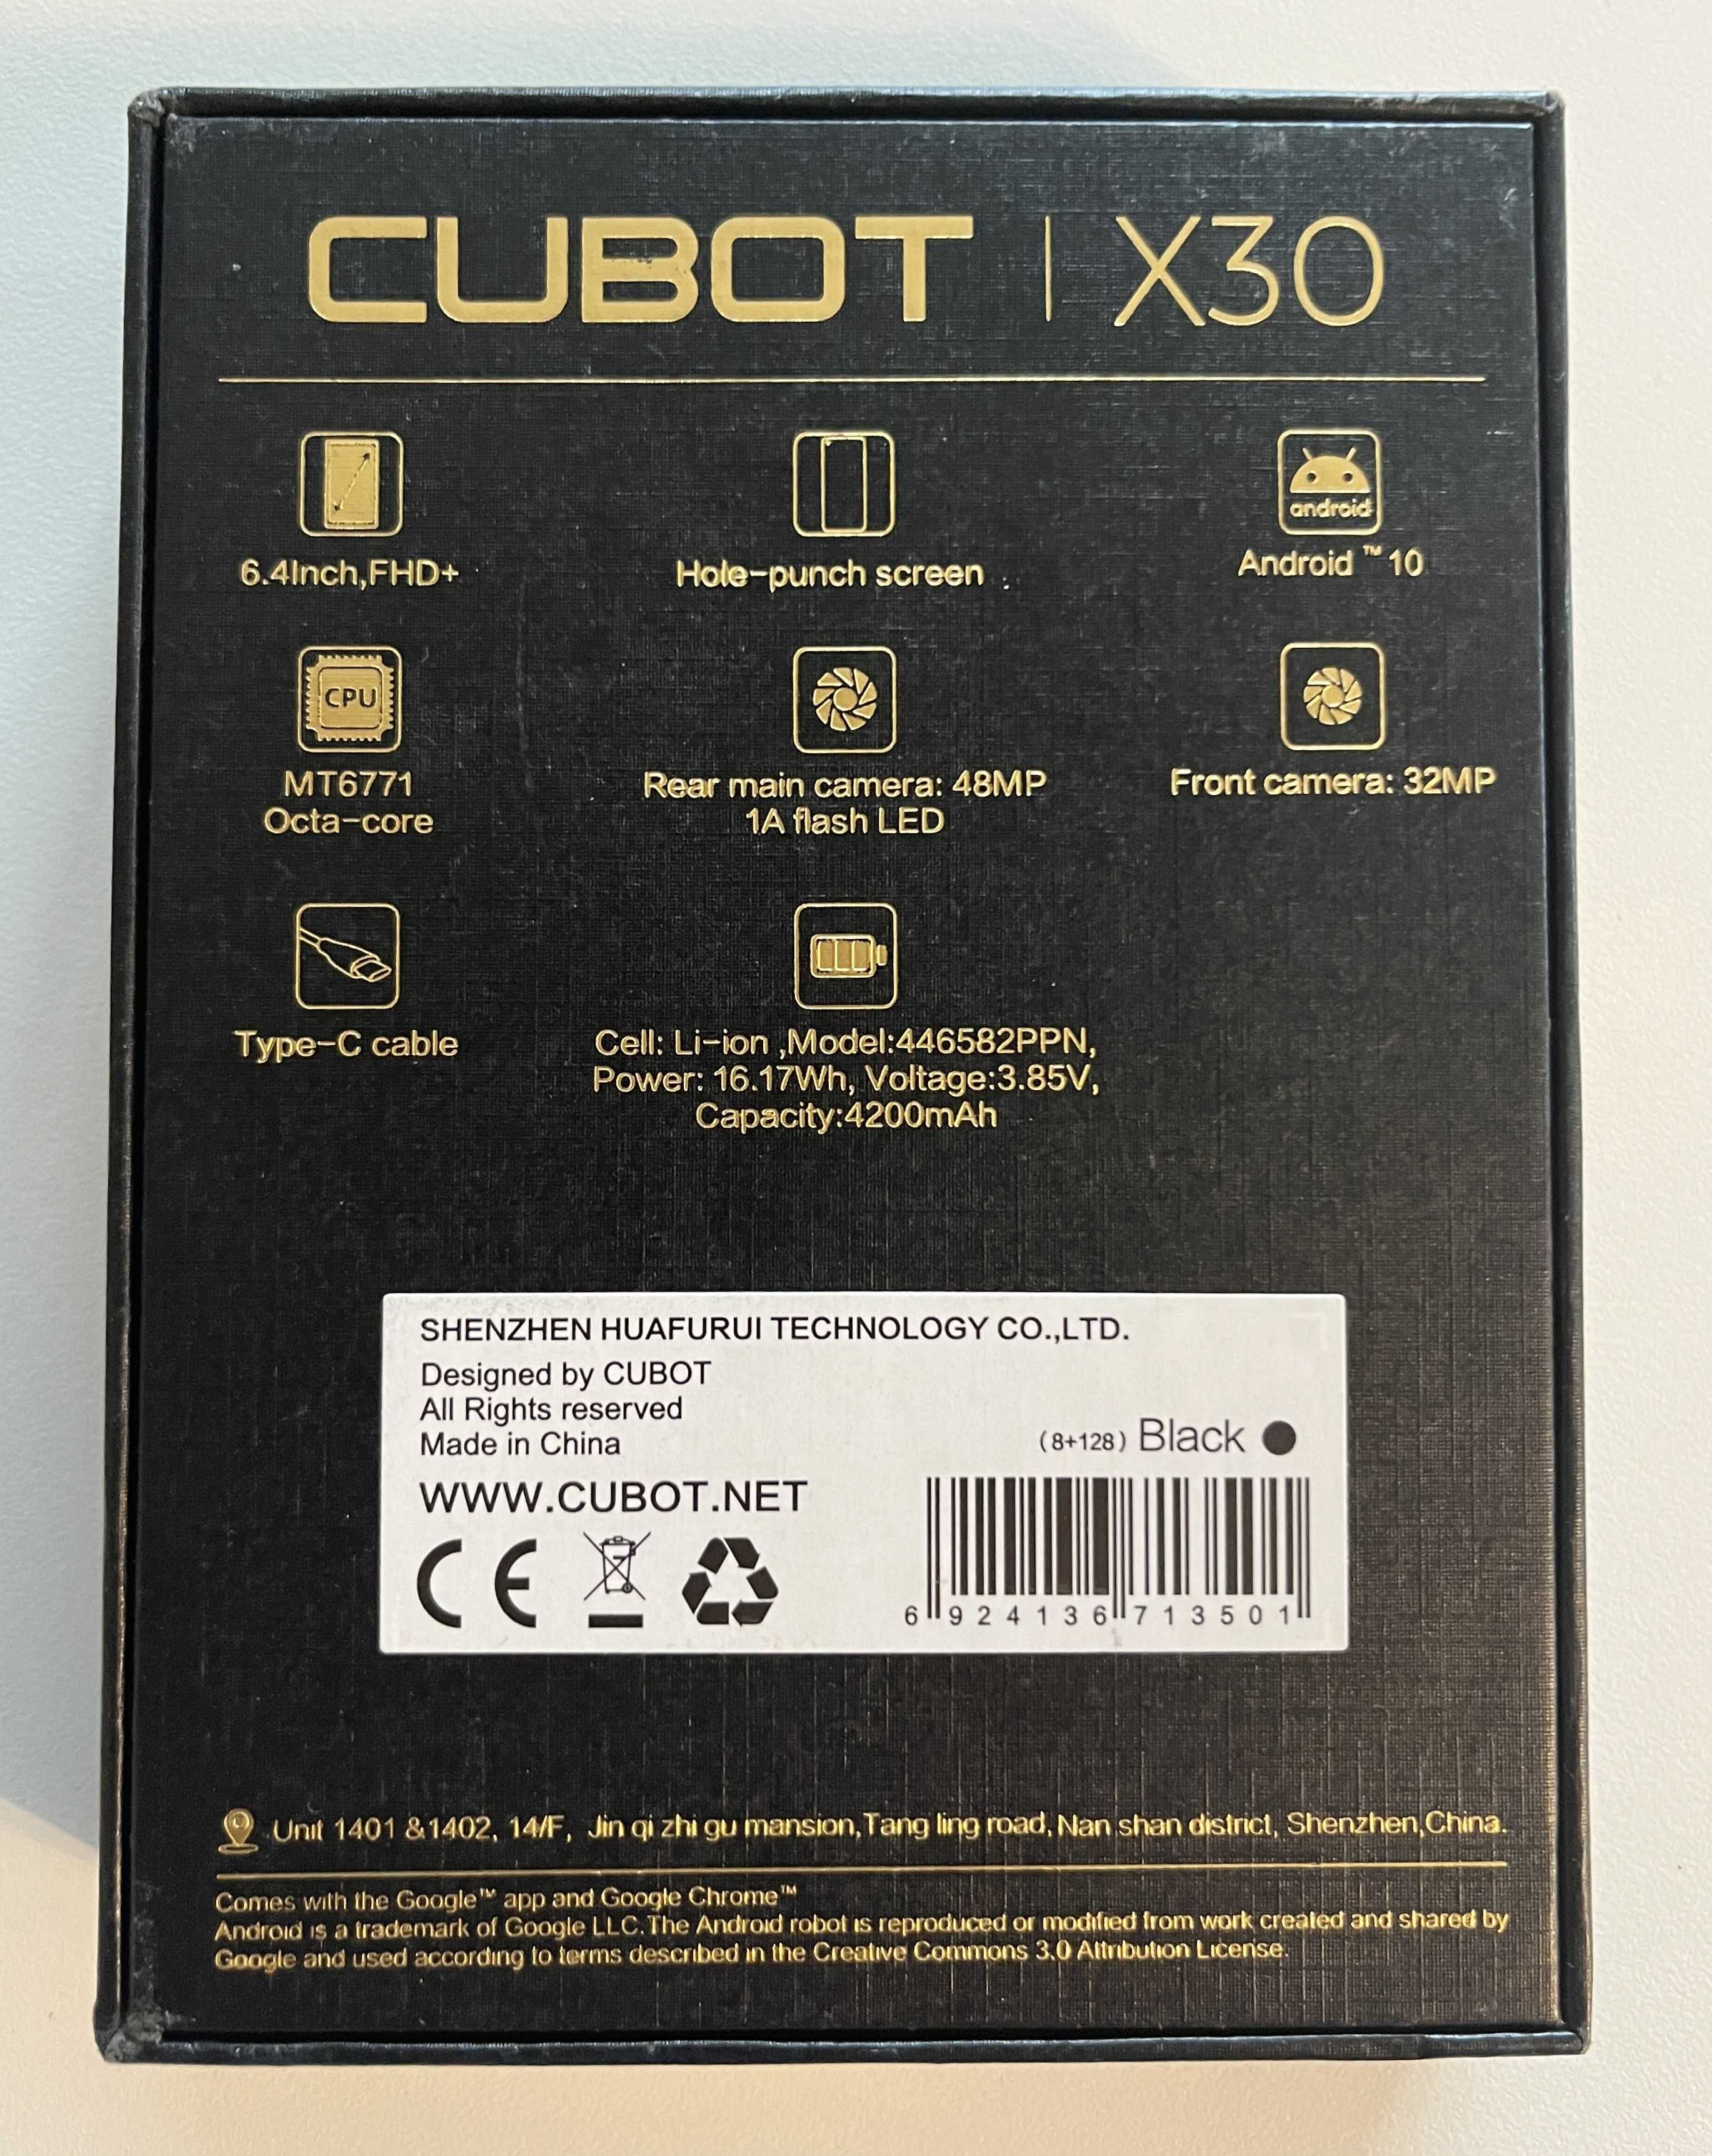 CUBOT | X30
6.4Inch,FHD+
Hole-punch screen
android
Android™10
CPU
MT6771
Octa-core
Rear main camera: 48MP
1A flash LED
Front camera: 32MP
Type-C cable
Cell: Li-ion ,Model:446582PPN,
Power: 16.17Wh, Voltage:3.85V,
Capacity:4200mAh
SHENZHEN HUAFURUI TECHNOLOGY CO.,LTD.
Designed by CUBOT
All Rights reserved
Made in China
(8+128) Black
WWW.CUBOT.NET
CE
6 924136 713501
Unit 1401 &1402, 14/F, Jin qi zhi gu mansion,Tang ling road, Nan shan district, Shenzhen,China.
Comes with the Google™ app and Google Chrome™
Android is a trademark of Google LLC.The Android robot is reproduced or modified from work created and shared by
Google and used according to terms described in the Creative Commons 3.0 Attribution License.